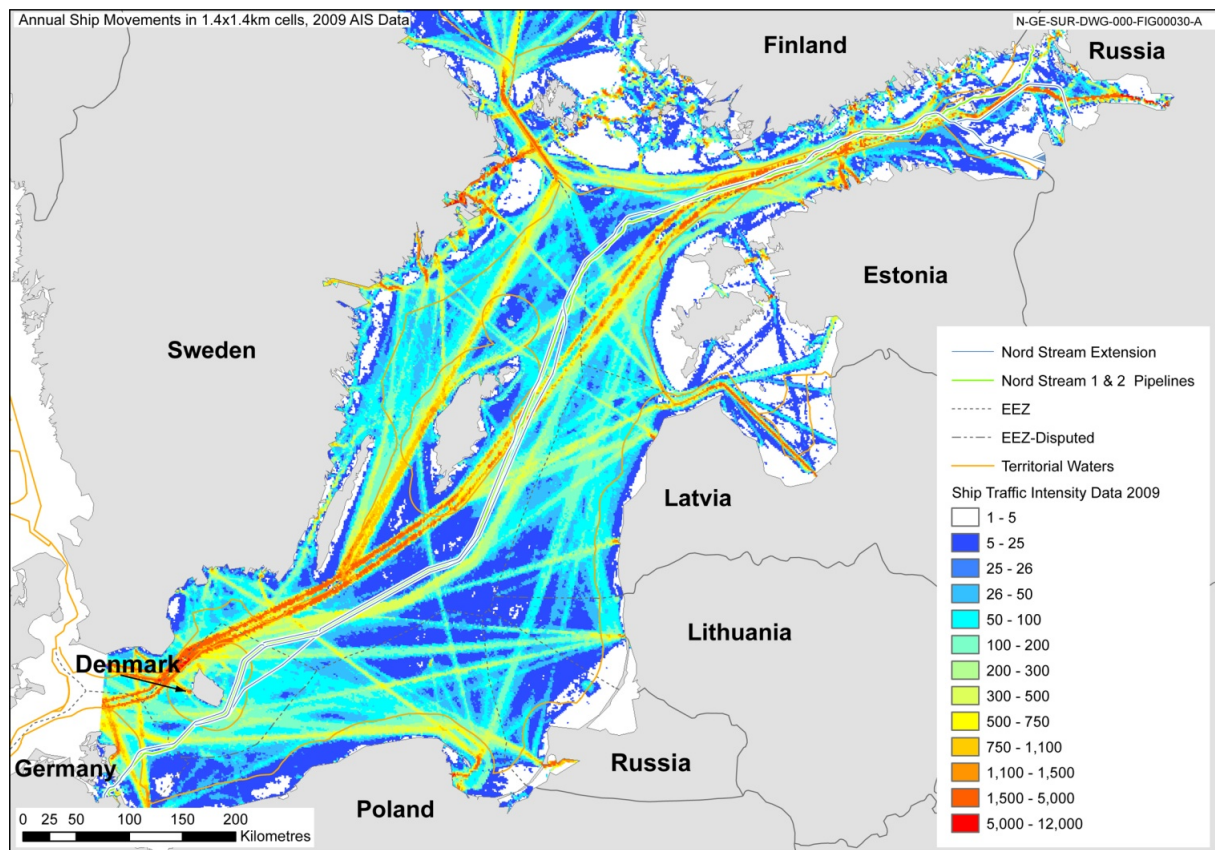 Annual Ship Movements in 1.4x1.4km cells, 2009 AIS Data
N-GE-SUR-DWG-000-FIG00030-A
Finland
Russia
Sweden
Estonia
Latvia
Lithuania
Denmark
Germany
Poland
Russia
Nord Stream Extension
Nord Stream 1 & 2 Pipelines
EEZ
EEZ-Disputed
Territorial Waters
Ship Traffic Intensity Data 2009
1 - 5
5 - 25
25 - 26
26 - 50
50 - 100
100 - 200
200 - 300
300 - 500
500 - 750
750 - 1,100
1,100 - 1,500
1,500 - 5,000
5,000 - 12,000
0 25 50 100 150 200
Kilometres